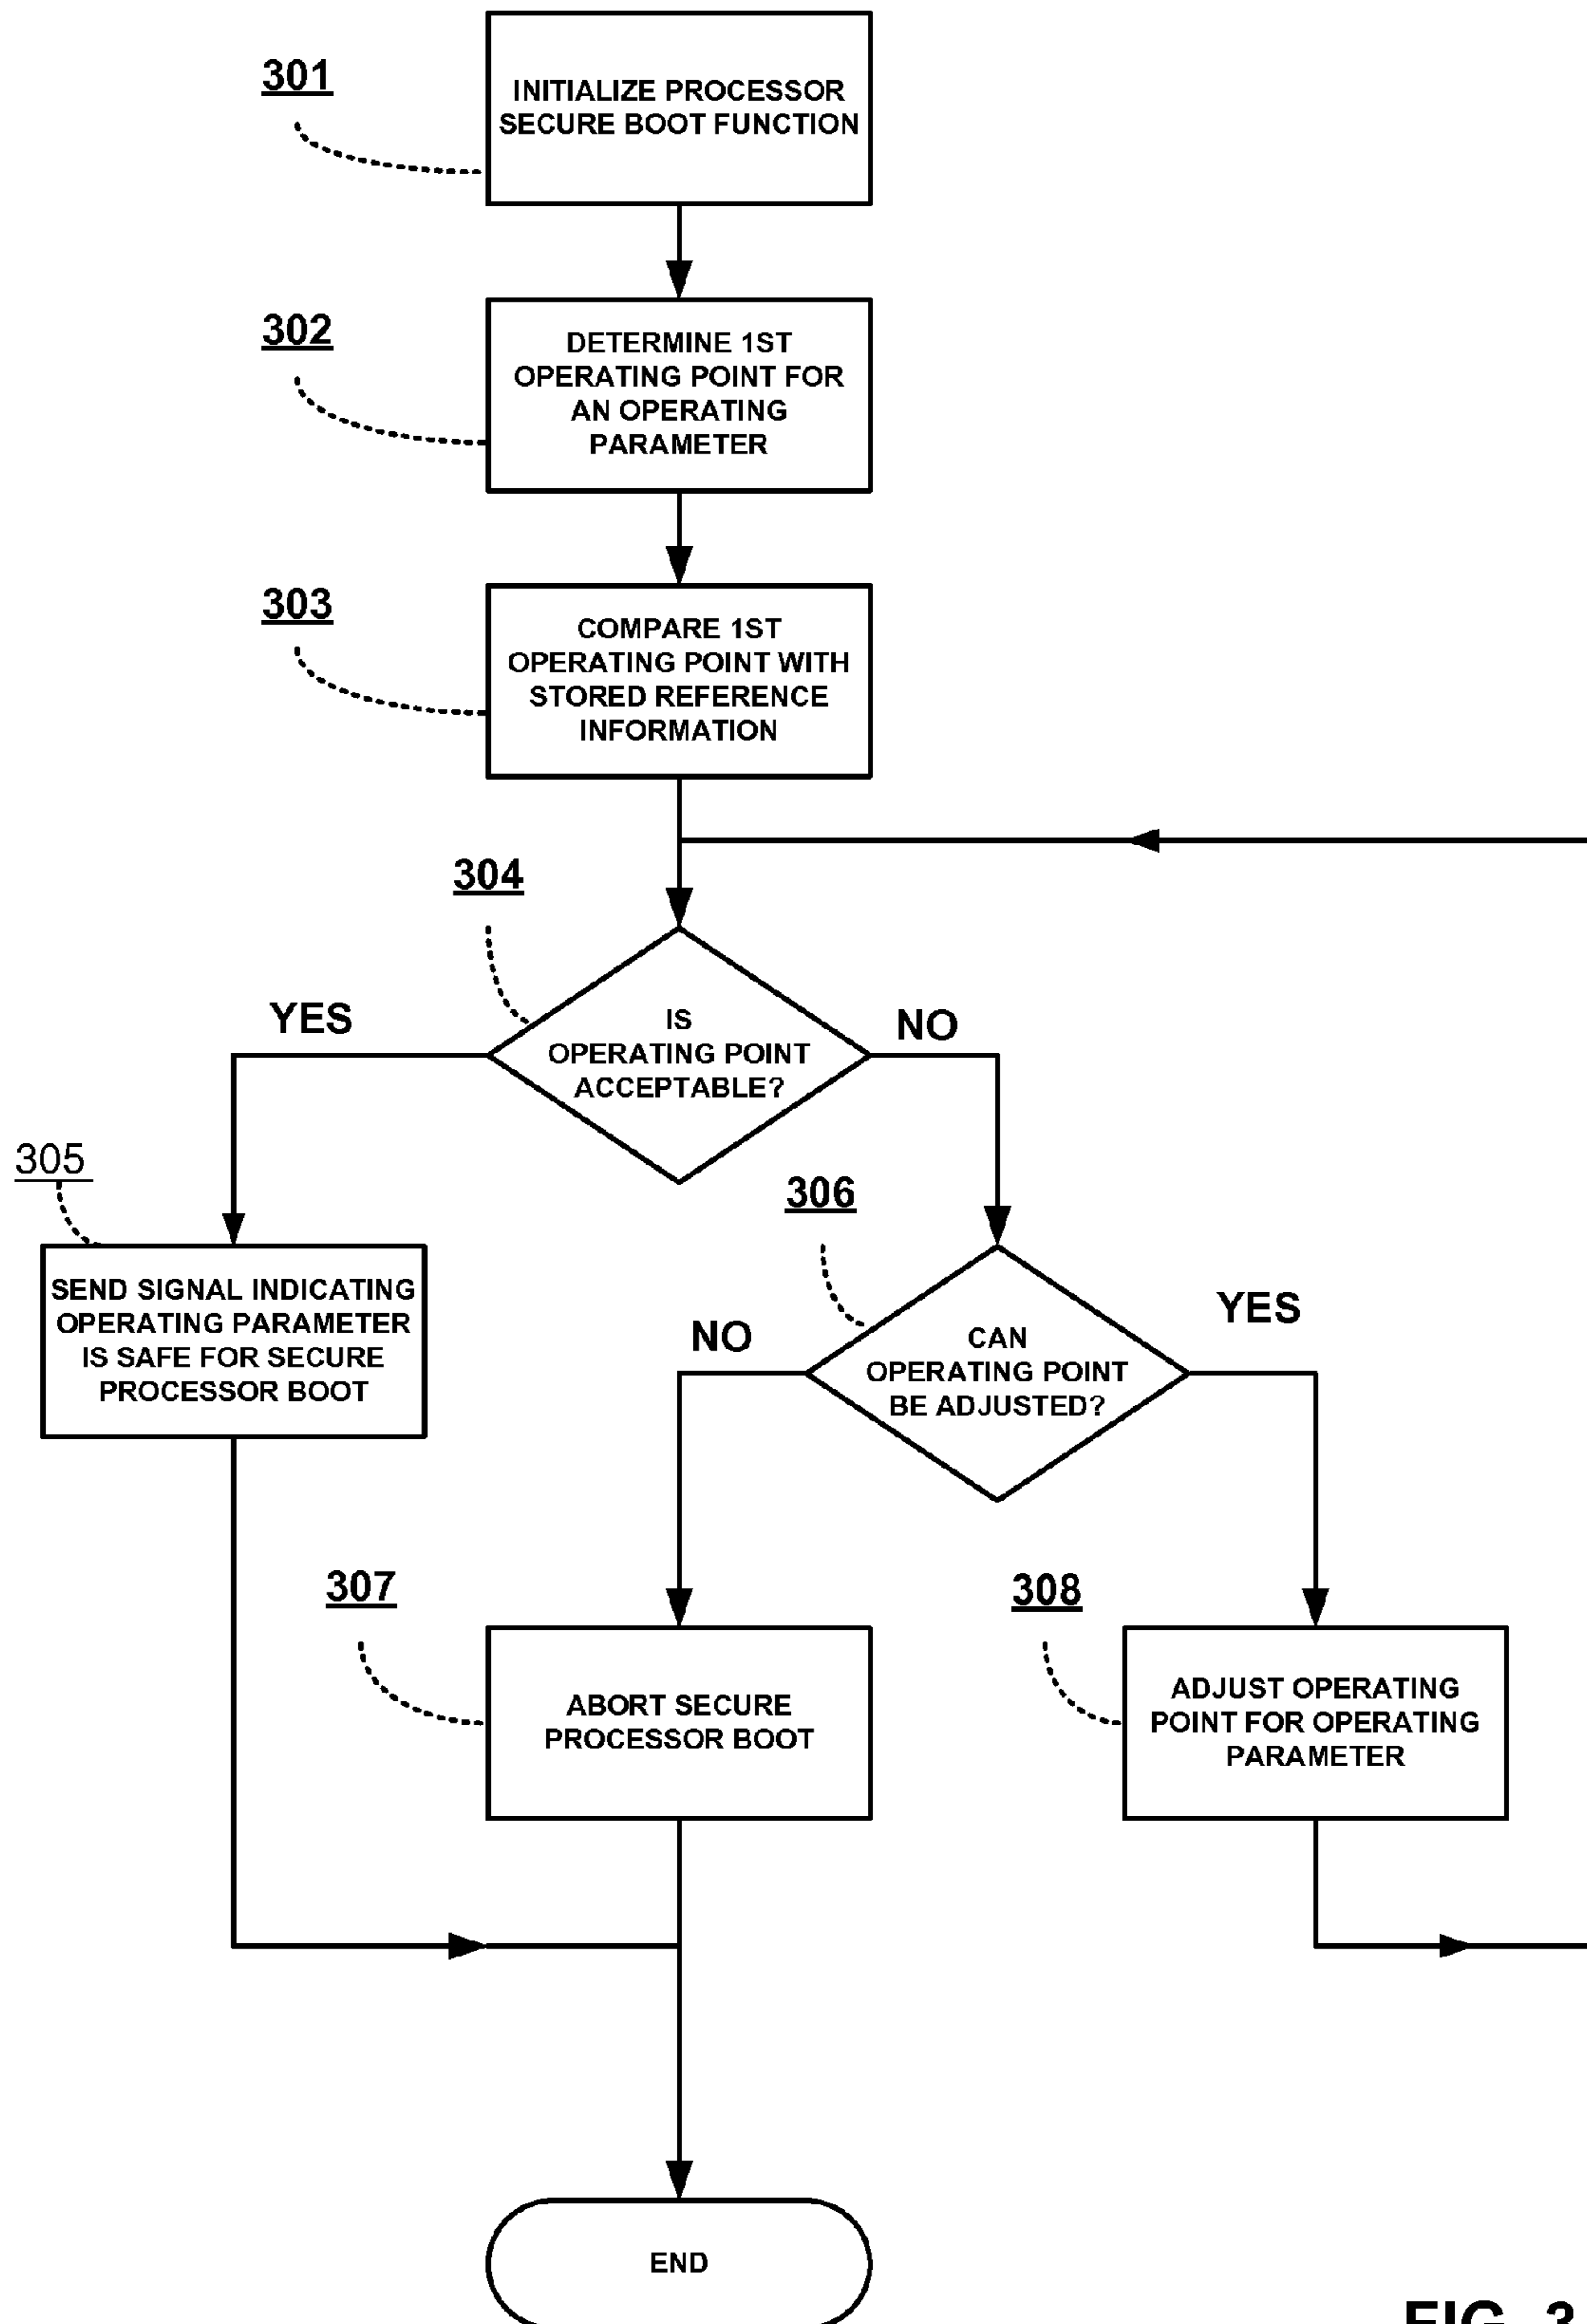 301
INITIALIZE PROCESSOR
SECURE BOOT FUNCTION
302
DETERMINE 1ST
OPERATING POINT FOR
AN OPERATING
PARAMETER
303
COMPARE 1ST
OPERATING POINT WITH
STORED REFERENCE
INFORMATION
304
YES
IS
OPERATING POINT
ACCEPTABLE?
NO
305
SEND SIGNAL INDICATING
OPERATING PARAMETER
IS SAFE FOR SECURE
PROCESSOR BOOT
306
NO
CAN
OPERATING POINT
BE ADJUSTED?
YES
307
ABORT SECURE
PROCESSOR BOOT
308
ADJUST OPERATING
POINT FOR OPERATING
PARAMETER
END
FIG. 3